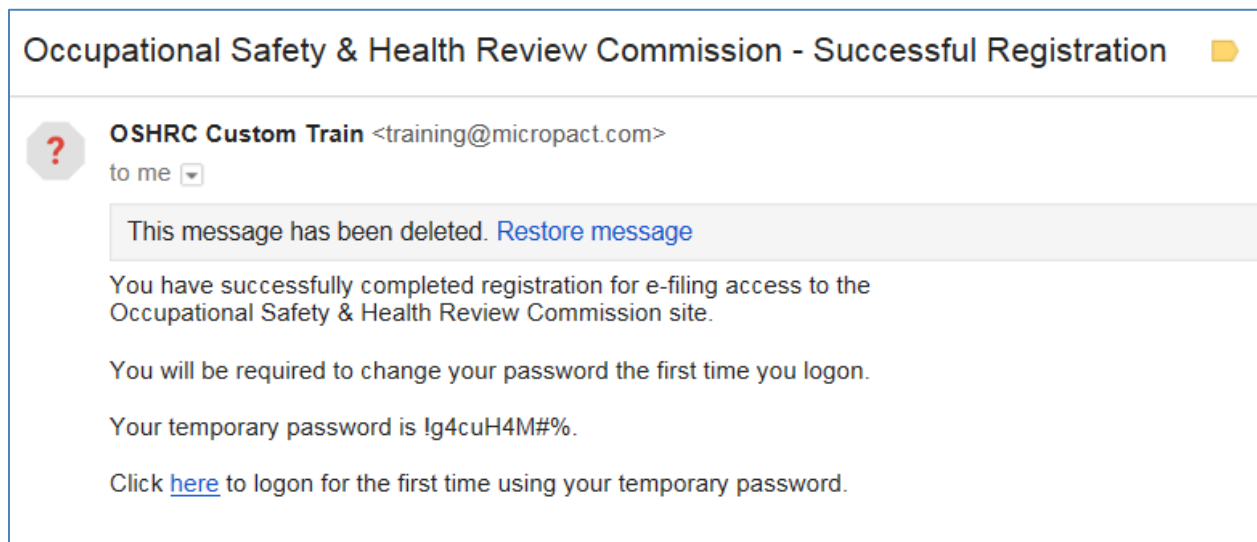 Occupational Safety & Health Review Commission - Successful Registration
?
OSHRC Custom Train <training@micropact.com>
to me
This message has been deleted. Restore message
You have successfully completed registration for e-filing access to the
Occupational Safety & Health Review Commission site.
You will be required to change your password the first time you logon.
Your temporary password is !g4cuH4M#%.
Click here to logon for the first time using your temporary password.